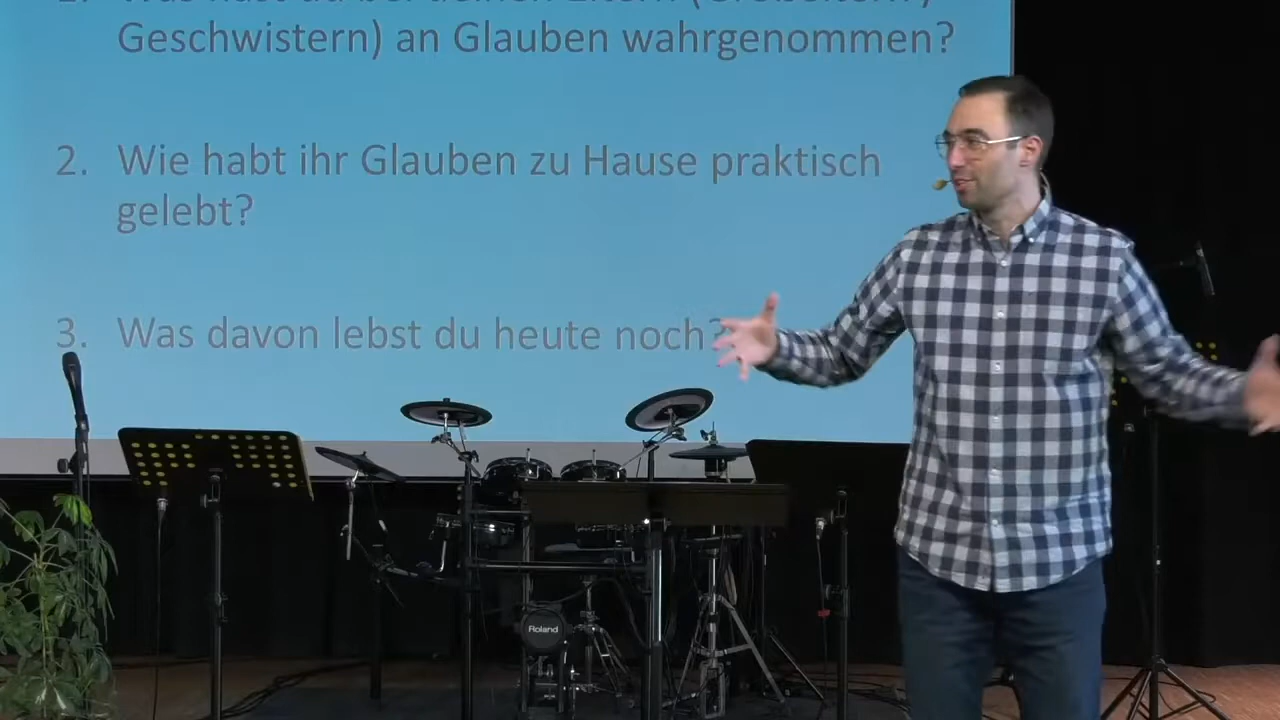 Geschwistern) an Glauben wahrgenommen?
2. Wie habt ihr Glauben zu Hause praktisch
gelebt?
3. Was davon lebst du heute noch?
Roland